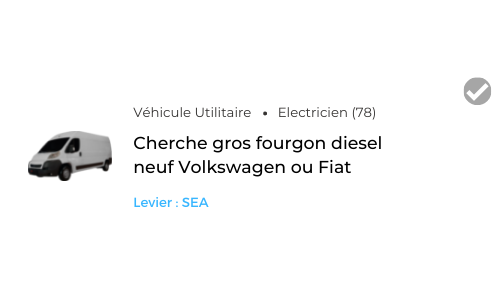 Véhicule Utilitaire • Electricien (78)
Cherche gros fourgon diesel
neuf Volkswagen ou Fiat
Levier : SEA